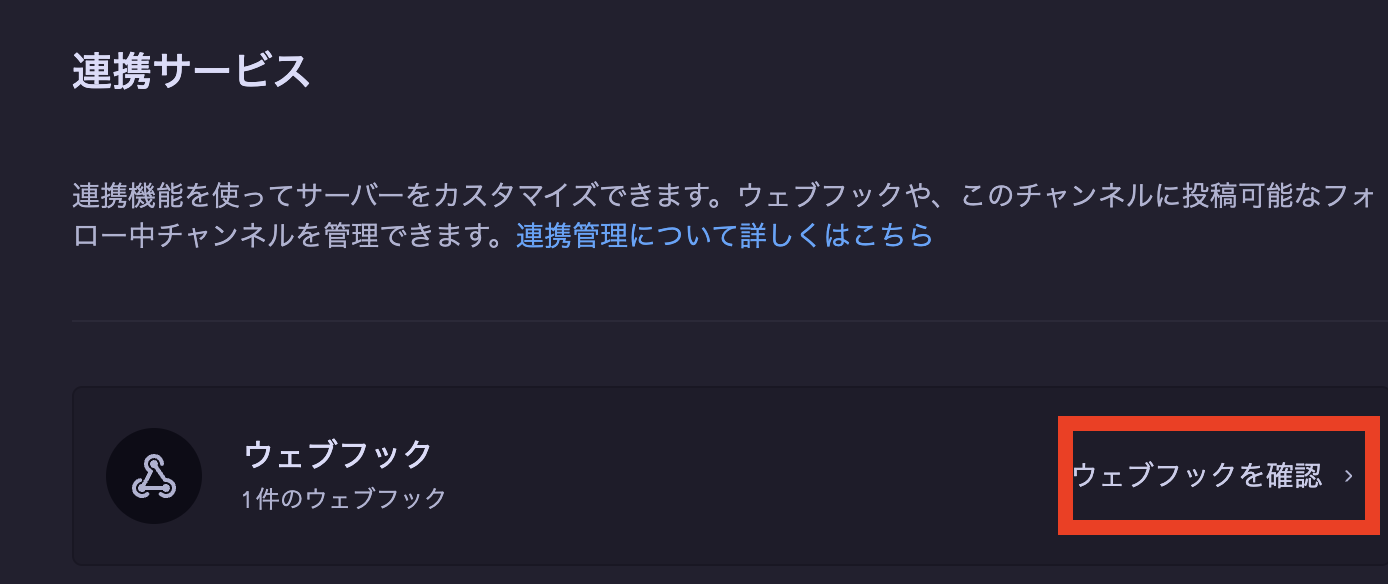 連携サービス
連携機能を使ってサーバーをカスタマイズできます。ウェブフックや、このチャンネルに投稿可能なフォ
ロー中チャンネルを管理できます。連携管理について詳しくはこちら
ウェブフック
1件のウェブフック
ウェブフックを確認 ›